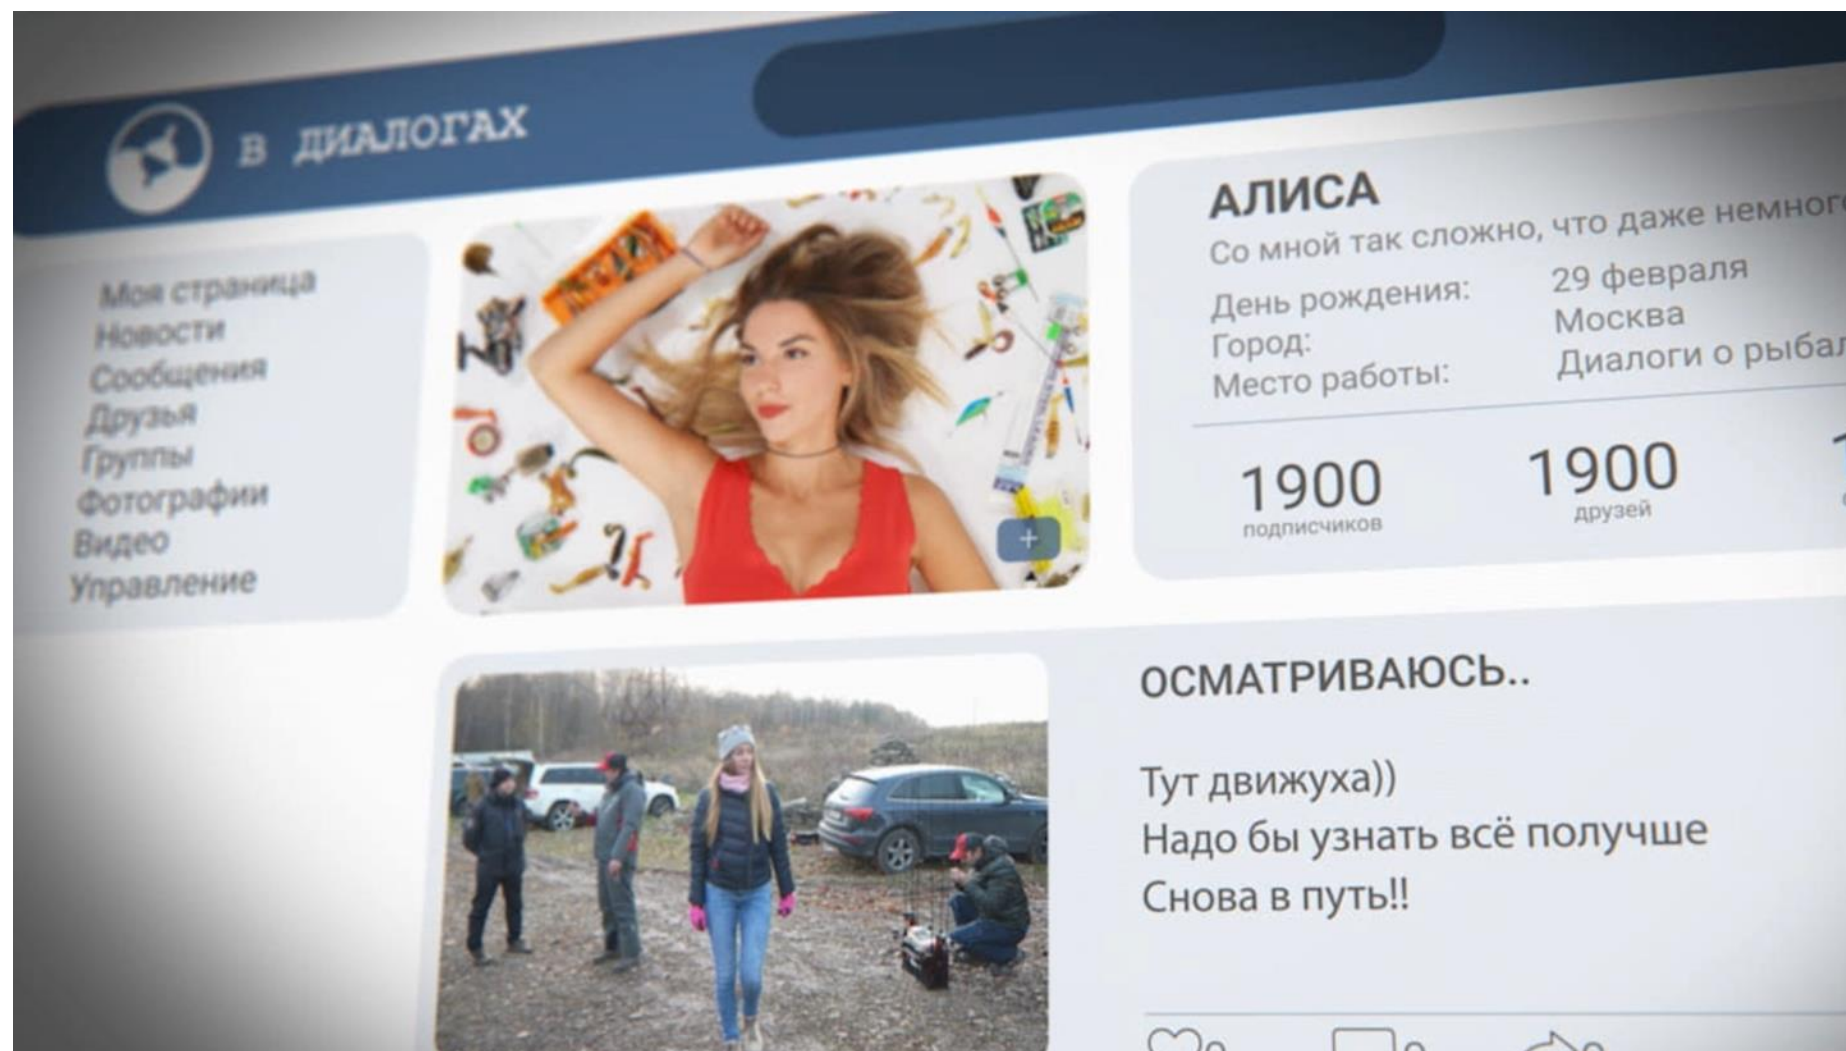 В ДИАЛОГАХ
Моя страница
Новости
Сообщения
Друзья
Группы
Фотографии
Видео
Управление
+
АЛИСА
Со мной так сложно, что даже
День рождения: 29 февраля
Город: Москва
Место работы: Диалоги о
1900 1900
подписчиков друзей
ОСМАТРИВАЮСЬ..
Тут движуха))
Надо бы узнать всё получше
Снова в путь!!